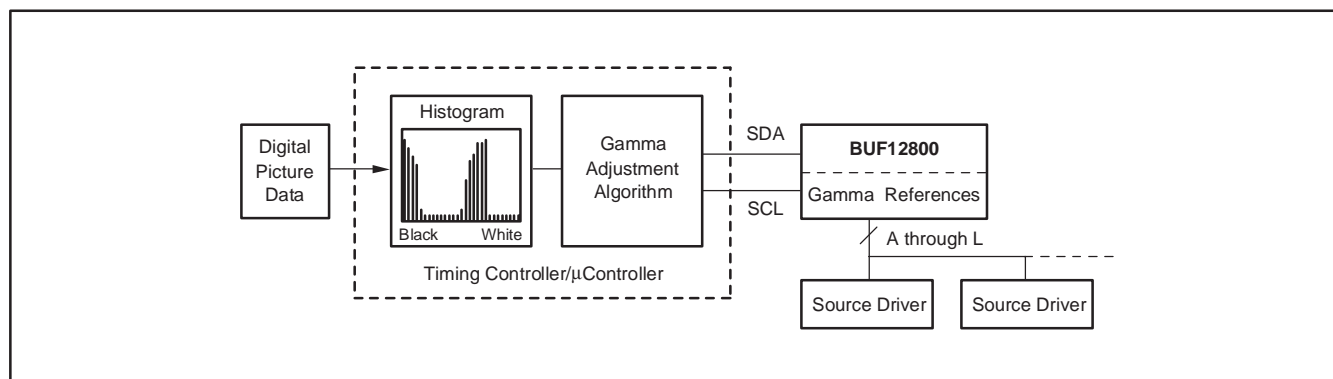 Digital
Picture
Data
Histogram
Black White
Gamma
Adjustment
Algorithm
Timing Controller/μController
SDA
SCL
BUF12800
Gamma References
A through L
Source Driver
Source Driver